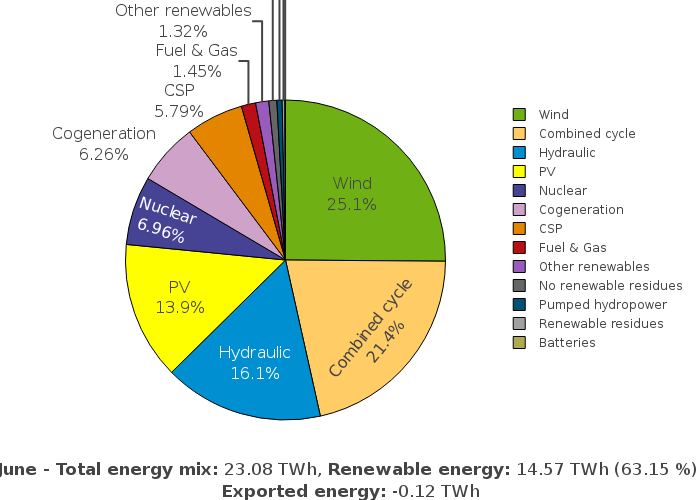 Other renewables
1.32%
Fuel & Gas
1.45%
CSP
5.79%
Cogeneration
6.26%
Nuclear
6.96%
PV
13.9%
Hydraulic
16.1%
Combined cycle
21.4%
Wind
25.1%
Wind
Combined cycle
Hydraulic
PV
Nuclear
Cogeneration
CSP
Fuel & Gas
Other renewables
No renewable residues
Pumped hydropower
Renewable residues
Batteries
June - Total energy mix: 23.08 TWh, Renewable energy: 14.57 TWh (63.15 %)
Exported energy: -0.12 TWh